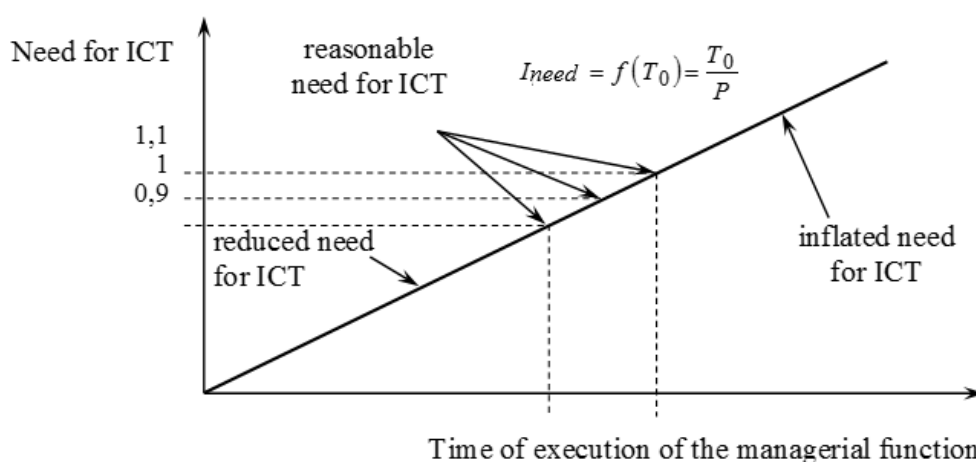 Need for ICT
reasonable
need for ICT
I_need = f(T_0) = T_0/P
1,1
1
0,9
reduced need
for ICT
inflated need
for ICT
Time of execution of the managerial function